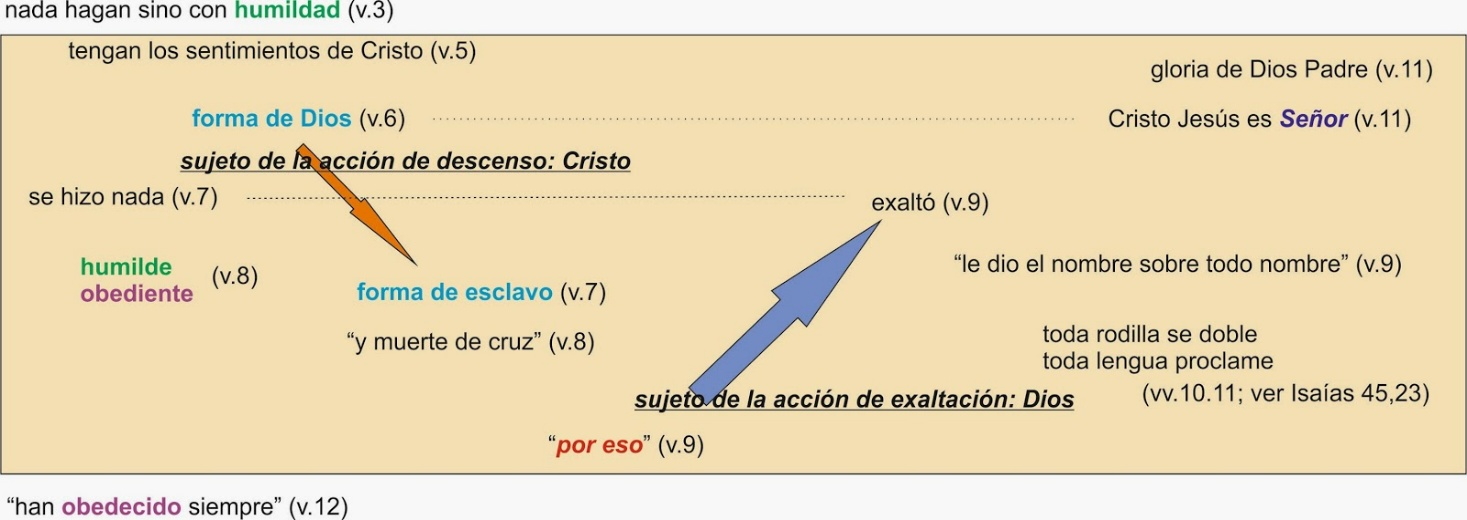 nada hagan sino con humildad (v.3)
tengan los sentimientos de Cristo (v.5)
gloria de Dios Padre (v.11)
forma de Dios (v.6)
Cristo Jesús es Señor (v.11)
sujeto de la acción de descenso: Cristo
se hizo nada (v.7)
exaltó (v.9)
humilde
obediente
(v.8)
“le dio el nombre sobre todo nombre” (v.9)
forma de esclavo (v.7)
“y muerte de cruz” (v.8)
toda rodilla se doble
toda lengua proclame
(vv.10.11; ver Isaías 45,23)
sujeto de la acción de exaltación: Dios
“por eso” (v.9)
“han obedecido siempre” (v.12)